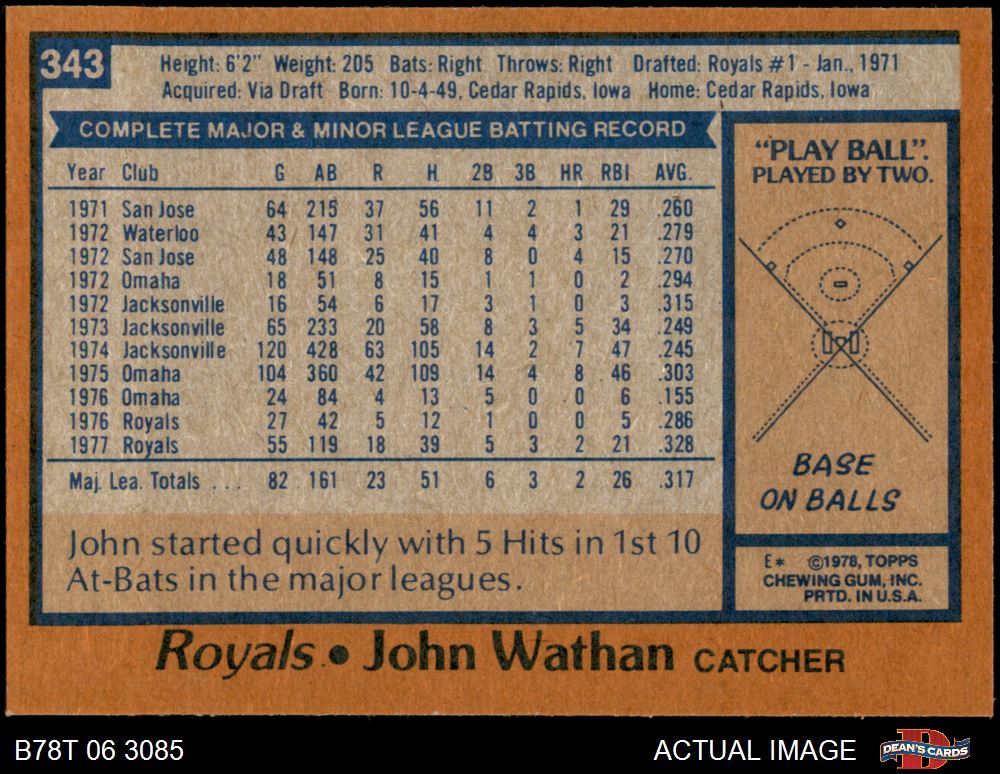 343
Height: 6'2" Weight: 205 Bats: Right Throws: Right Drafted: Royals #1 - Jan., 1971
Acquired: Via Draft Born: 10-4-49, Cedar Rapids, Iowa Home: Cedar Rapids, Iowa
COMPLETE MAJOR & MINOR LEAGUE BATTING RECORD
Year Club G AB R H 2B 3B HR RBI AVG.
1971 San Jose 64 215 37 56 11 2 1 29 .260
1972 Waterloo 43 147 31 41 4 4 3 21 .279
1972 San Jose 48 148 25 40 8 0 4 15 .270
1972 Omaha 18 51 8 15 1 1 0 2 .294
1972 Jacksonville 16 54 6 17 3 1 0 3 .315
1973 Jacksonville 65 233 20 58 8 3 5 34 .249
1974 Jacksonville 120 428 63 105 14 2 7 47 .245
1975 Omaha 104 360 42 109 14 4 8 46 .303
1976 Omaha 24 84 4 13 5 0 0 6 .155
1976 Royals 27 42 5 12 1 0 0 5 .286
1977 Royals 55 119 18 39 5 3 2 21 .328
Maj. Lea. Totals . . . 82 161 23 51 6 3 2 26 .317
John started quickly with 5 Hits in 1st 10
At-Bats in the major leagues.
"PLAY BALL".
PLAYED BY TWO.
BASE
ON BALLS
E* ©1978, TOPPS
CHEWING GUM, INC.
PRTD. IN U.S.A.
Royals • John Wathan CATCHER
B78T 06 3085 ACTUAL IMAGE
DEAN'S CARDS